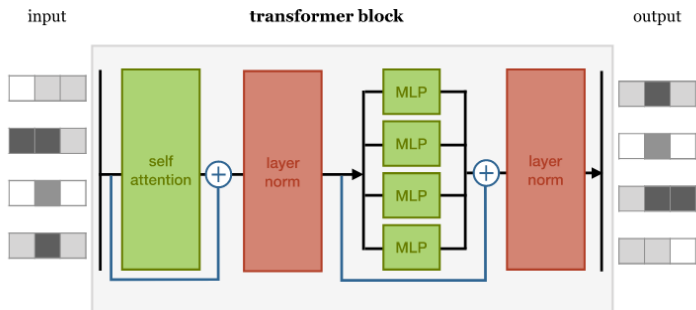 input
transformer block
output
self
attention
layer
norm
MLP
MLP
MLP
MLP
layer
norm